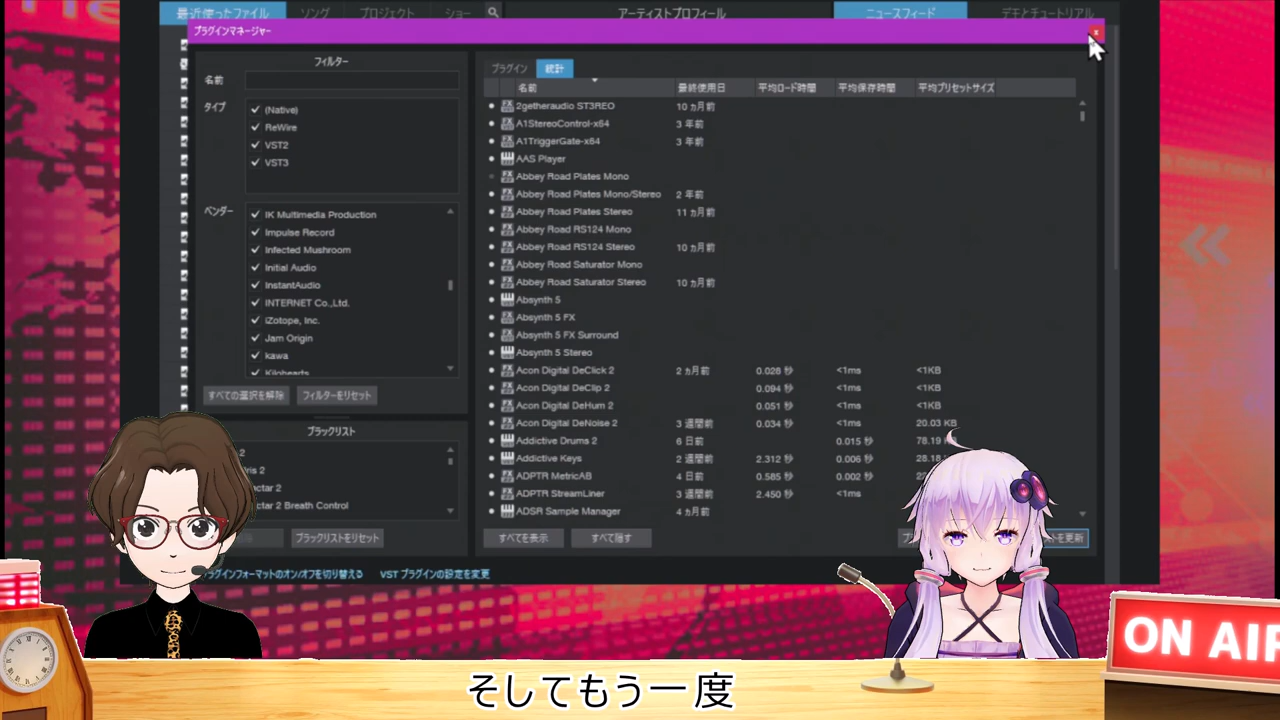 最近使ったファイル ソング プロジェクト ショー アーティストプロフィール ニュースフィード デモとチュートリアル
プラグインマネージャー
フィルター
名前
タイプ
(Native)
ReWire
VST2
VST3
ベンダー
IK Multimedia Production
Impulse Record
Infected Mushroom
Initial Audio
InstantAudio
INTERNET Co.,Ltd.
iZotope, Inc.
Jam Origin
kawa
Kilohearts
すべての選択を解除 フィルターをリセット
ブラックリスト
ctar 2 Breath Control
ブラックリストをリセット
プラグイン 統計
名前 最終使用日 平均ロード時間 平均保存時間 平均プリセットサイズ
2getheraudio ST3REO 10 ヵ月前
A1StereoControl-x64 3 年前
A1TriggerGate-x64 3 年前
AAS Player
Abbey Road Plates Mono
Abbey Road Plates Mono/Stereo 2 年前
Abbey Road Plates Stereo 11 ヵ月前
Abbey Road RS124 Mono
Abbey Road RS124 Stereo 10 ヵ月前
Abbey Road Saturator Mono
Abbey Road Saturator Stereo 10 ヵ月前
Absynth 5
Absynth 5 FX
Absynth 5 FX Surround
Absynth 5 Stereo
Acon Digital DeClick 2 2 ヵ月前 0.028 秒 <1ms <1KB
Acon Digital DeClip 2 0.094 秒 <1ms <1KB
Acon Digital DeHum 2 0.051 秒 <1ms <1KB
Acon Digital DeNoise 2 3 週間前 0.034 秒 <1ms 20.03 KB
Addictive Drums 2 6 日前 0.015 秒 78.19
Addictive Keys 2 週間前 2.312 秒 0.006 秒 28.18
ADPTR MetricAB 4 日前 0.585 秒 0.002 秒
ADPTR StreamLiner 3 週間前 2.450 秒 <1ms
ADSR Sample Manager 4 ヵ月前
すべてを表示 すべて隠す
を更新
ラグインフォーマットのオン/オフを切り替える VST プラグインの設定を変更
ON AIR
そしてもう一度